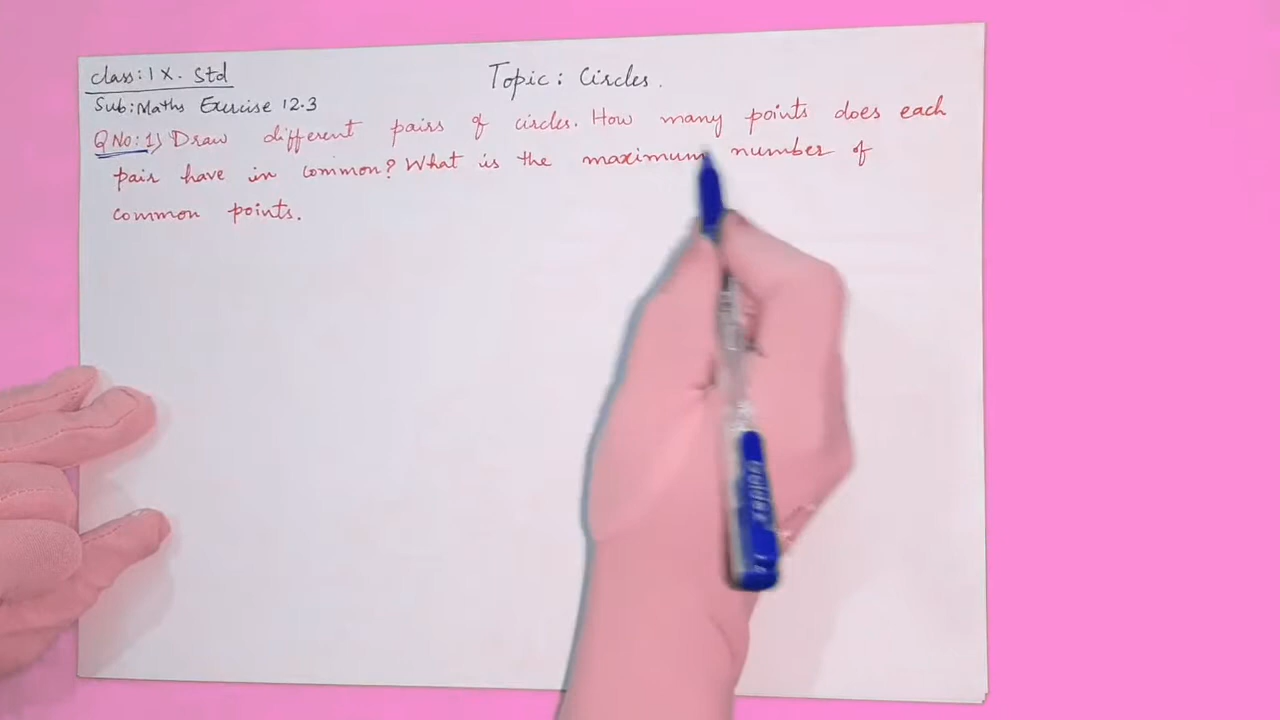 Class: IX. Std
Topic: Circles.
Sub: Maths Exercise 12.3
Q No: 1) Draw different pairs of circles. How many points does each
pair have in common? What is the maximum number of
common points.